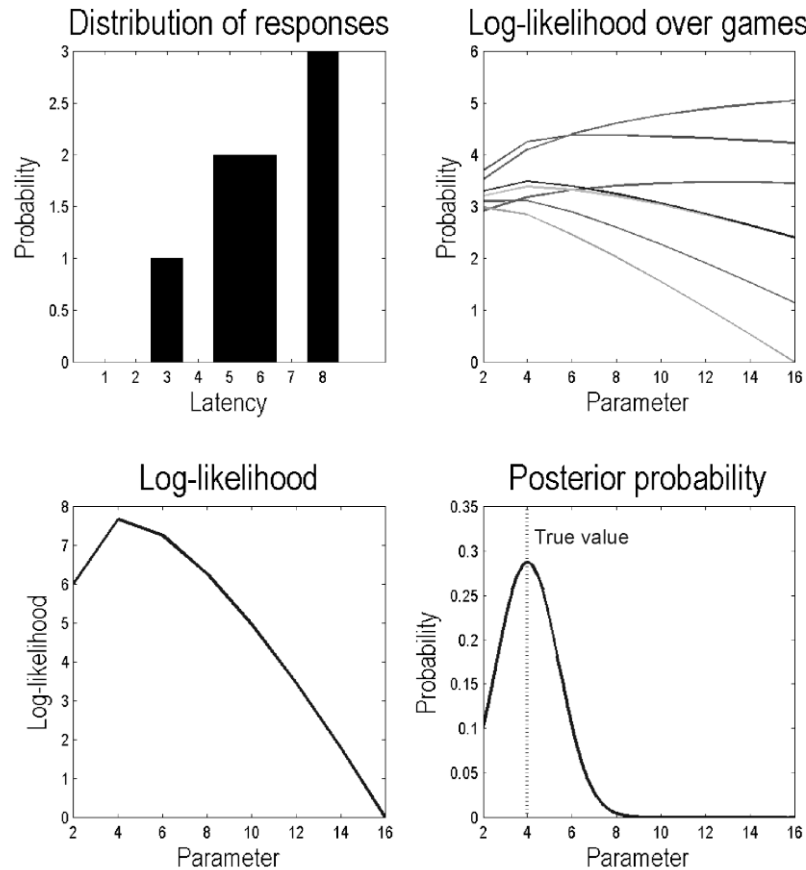 Distribution of responses
3
2.5
2
1.5
1
0.5
0
Probability
1 2 3 4 5 6 7 8
Latency
Log-likelihood over games
6
5
4
3
2
1
0
Probability
2 4 6 8 10 12 14 16
Parameter
Log-likelihood
8
7
6
5
4
3
2
1
0
Log-likelihood
2 4 6 8 10 12 14 16
Parameter
Posterior probability
0.35
0.3
0.25
0.2
0.15
0.1
0.05
0
Probability
True value
2 4 6 8 10 12 14 16
Parameter